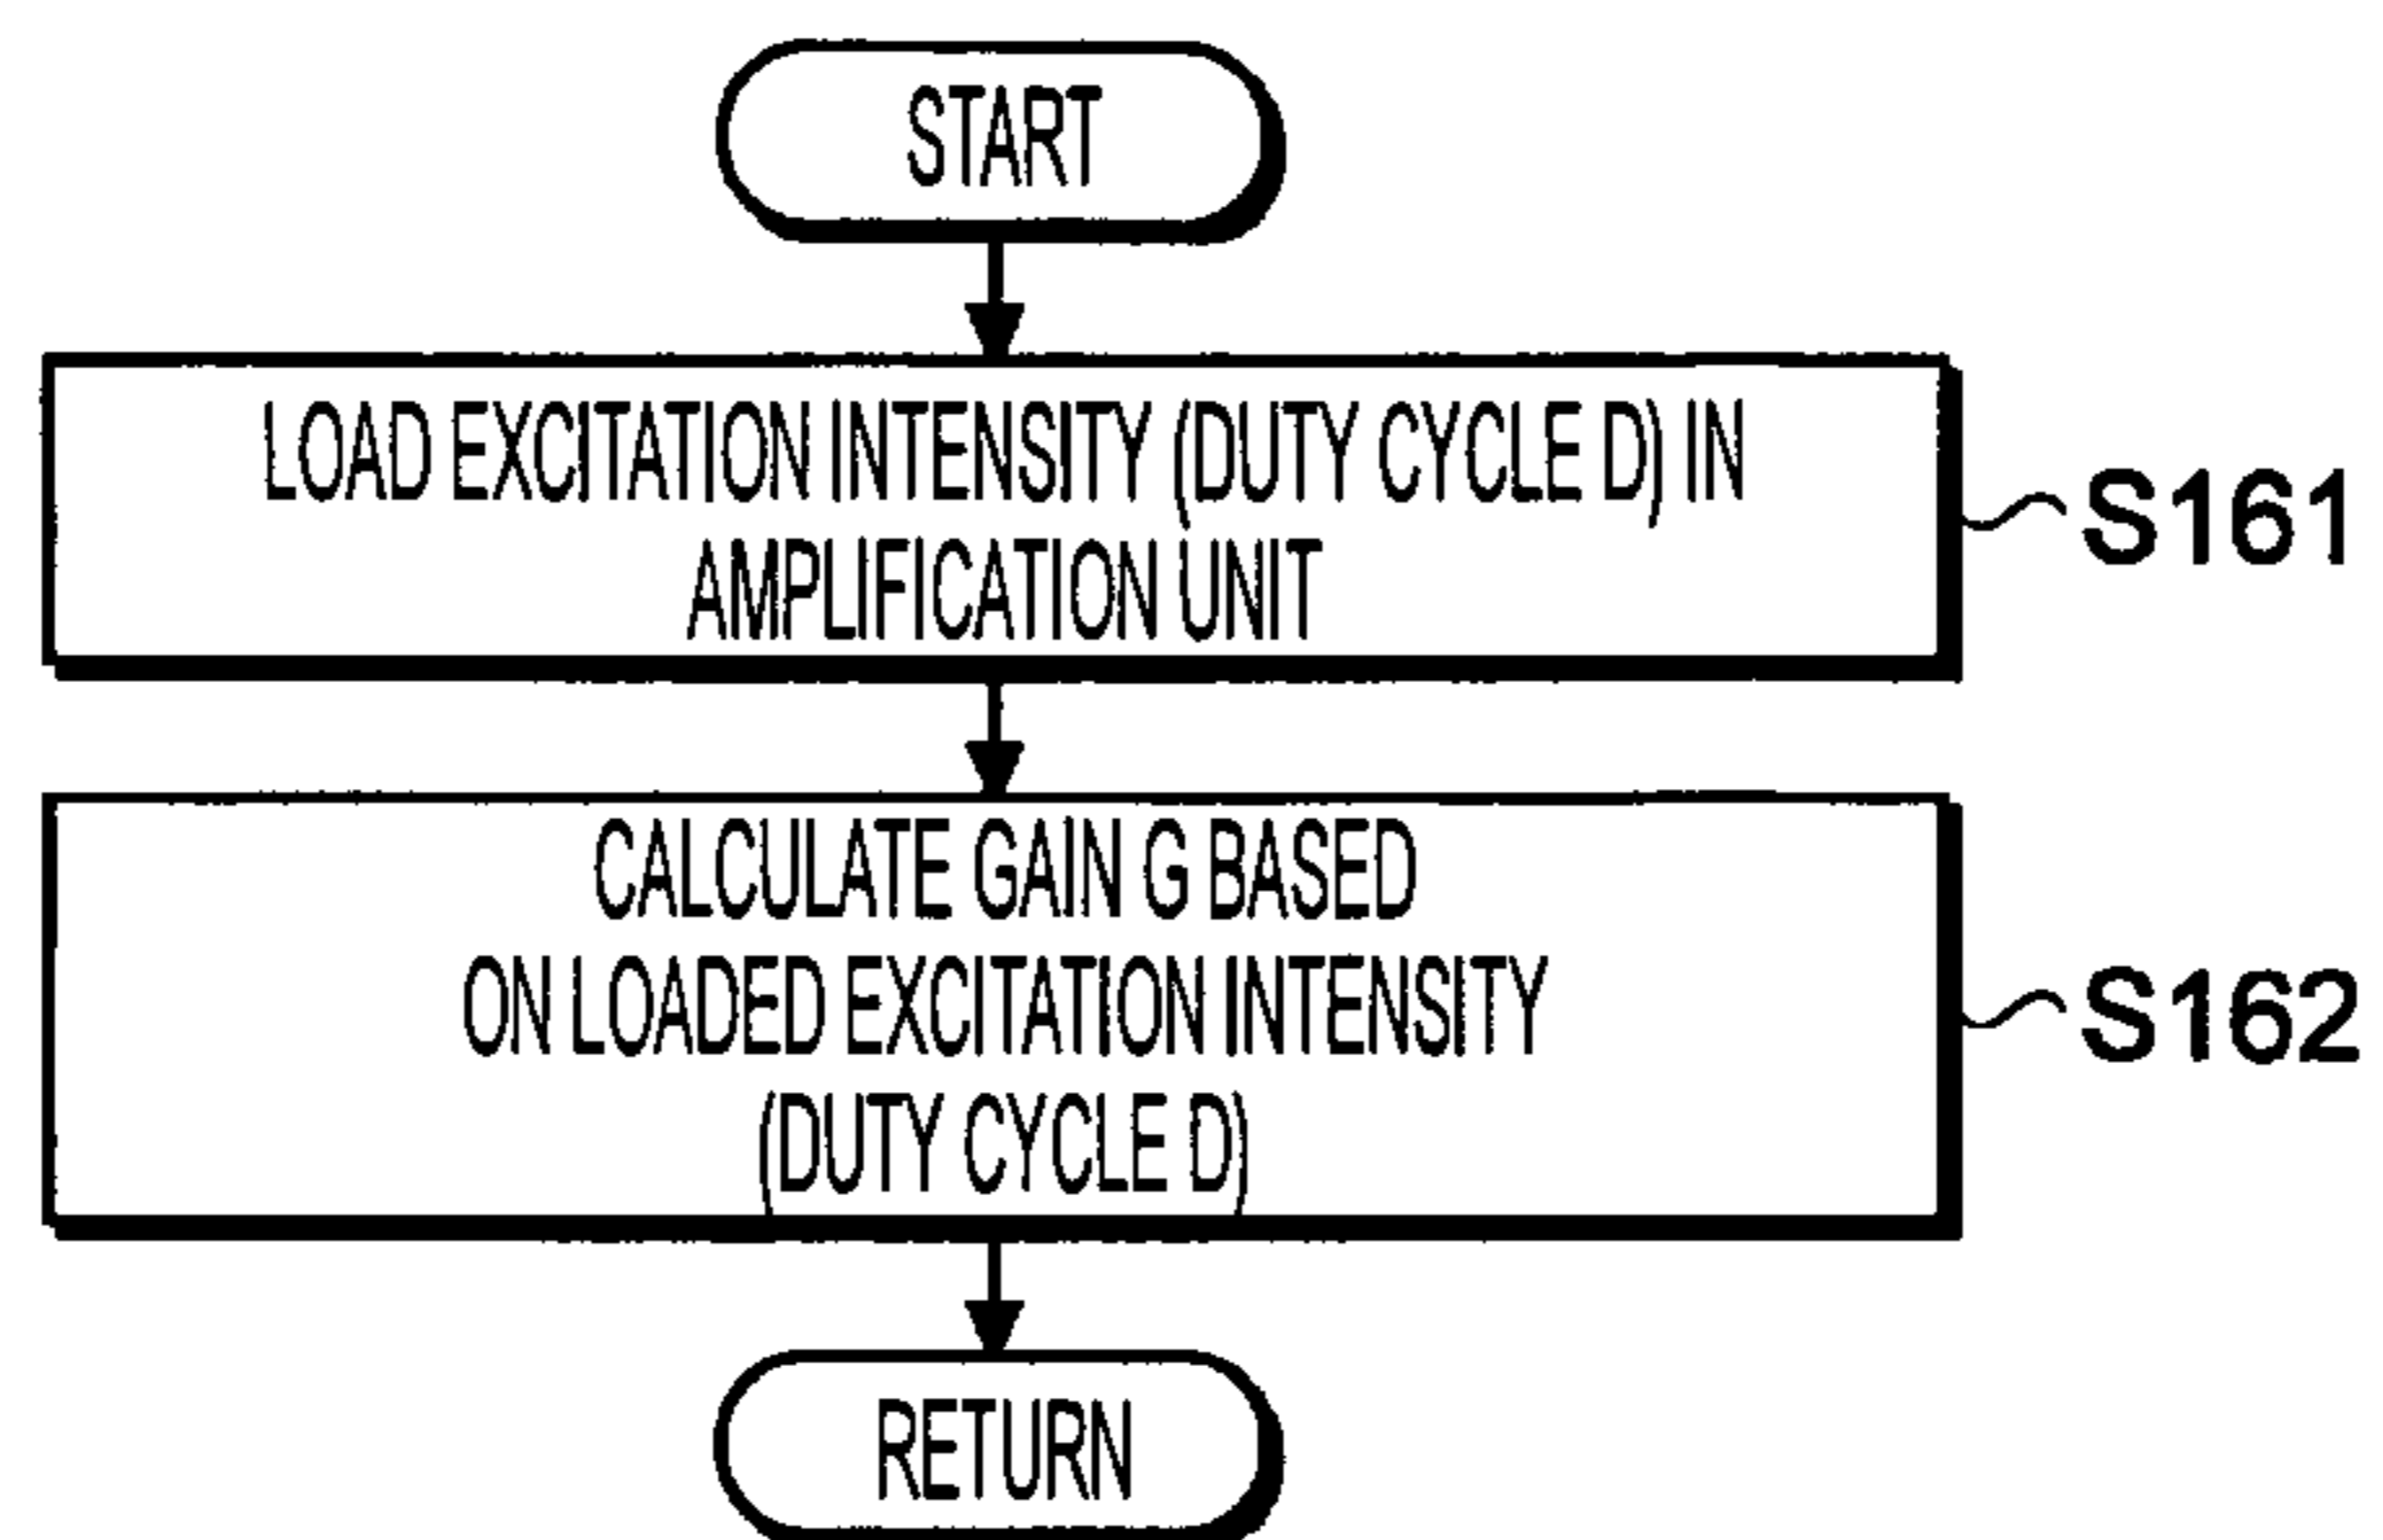 START
LOAD EXCITATION INTENSITY (DUTY CYCLE D) IN
AMPLIFICATION UNIT
S161
CALCULATE GAIN G BASED
ON LOADED EXCITATION INTENSITY
(DUTY CYCLE D)
S162
RETURN